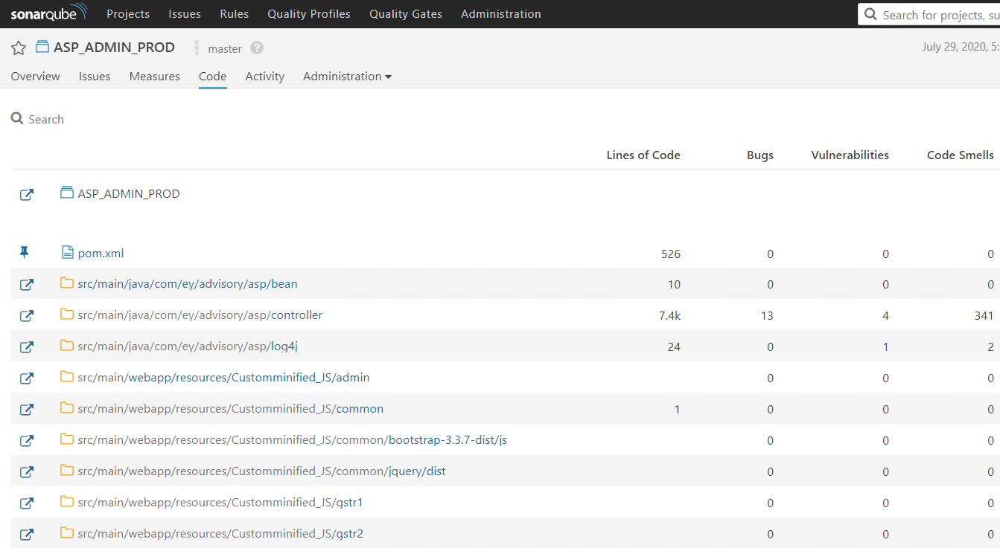 sonarqube Projects Issues Rules Quality Profiles Quality Gates Administration Search for projects, su
ASP_ADMIN_PROD master ? July 29, 2020, 5:
Overview Issues Measures Code Activity Administration
Search
Lines of Code Bugs Vulnerabilities Code Smells
ASP_ADMIN_PROD
pom.xml 526 0 0 0
src/main/java/com/ey/advisory/asp/bean 10 0 0 0
src/main/java/com/ey/advisory/asp/controller 7.4k 13 4 341
src/main/java/com/ey/advisory/asp/log4j 24 0 1 2
src/main/webapp/resources/Customminified_JS/admin 0 0 0
src/main/webapp/resources/Customminified_JS/common 1 0 0 0
src/main/webapp/resources/Customminified_JS/common/bootstrap-3.3.7-dist/js 0 0 0
src/main/webapp/resources/Customminified_JS/common/jquery/dist 0 0 0
src/main/webapp/resources/Customminified_JS/gstr1 0 0 0
src/main/webapp/resources/Customminified_JS/gstr2 0 0 0